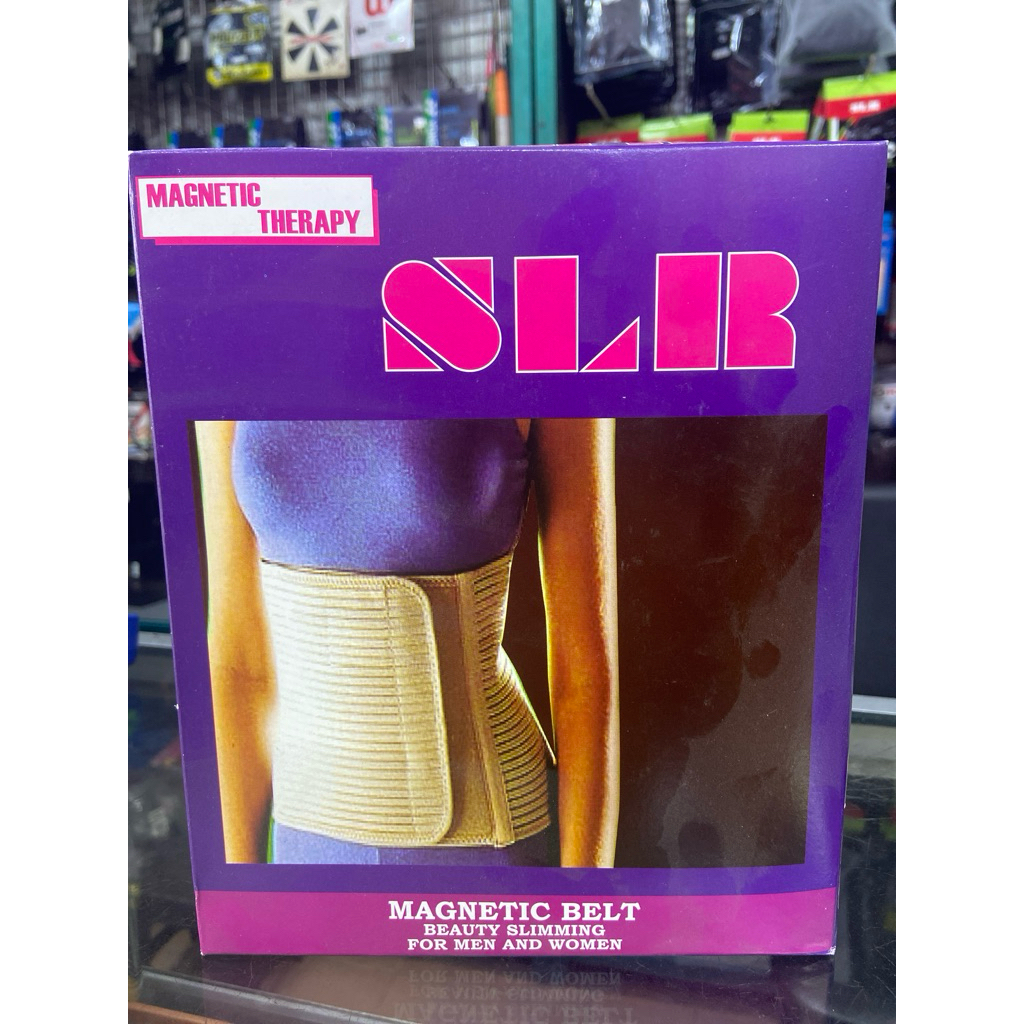 MAGNETIC
THERAPY
SLR
MAGNETIC BELT
BEAUTY SLIMMING
FOR MEN AND WOMEN